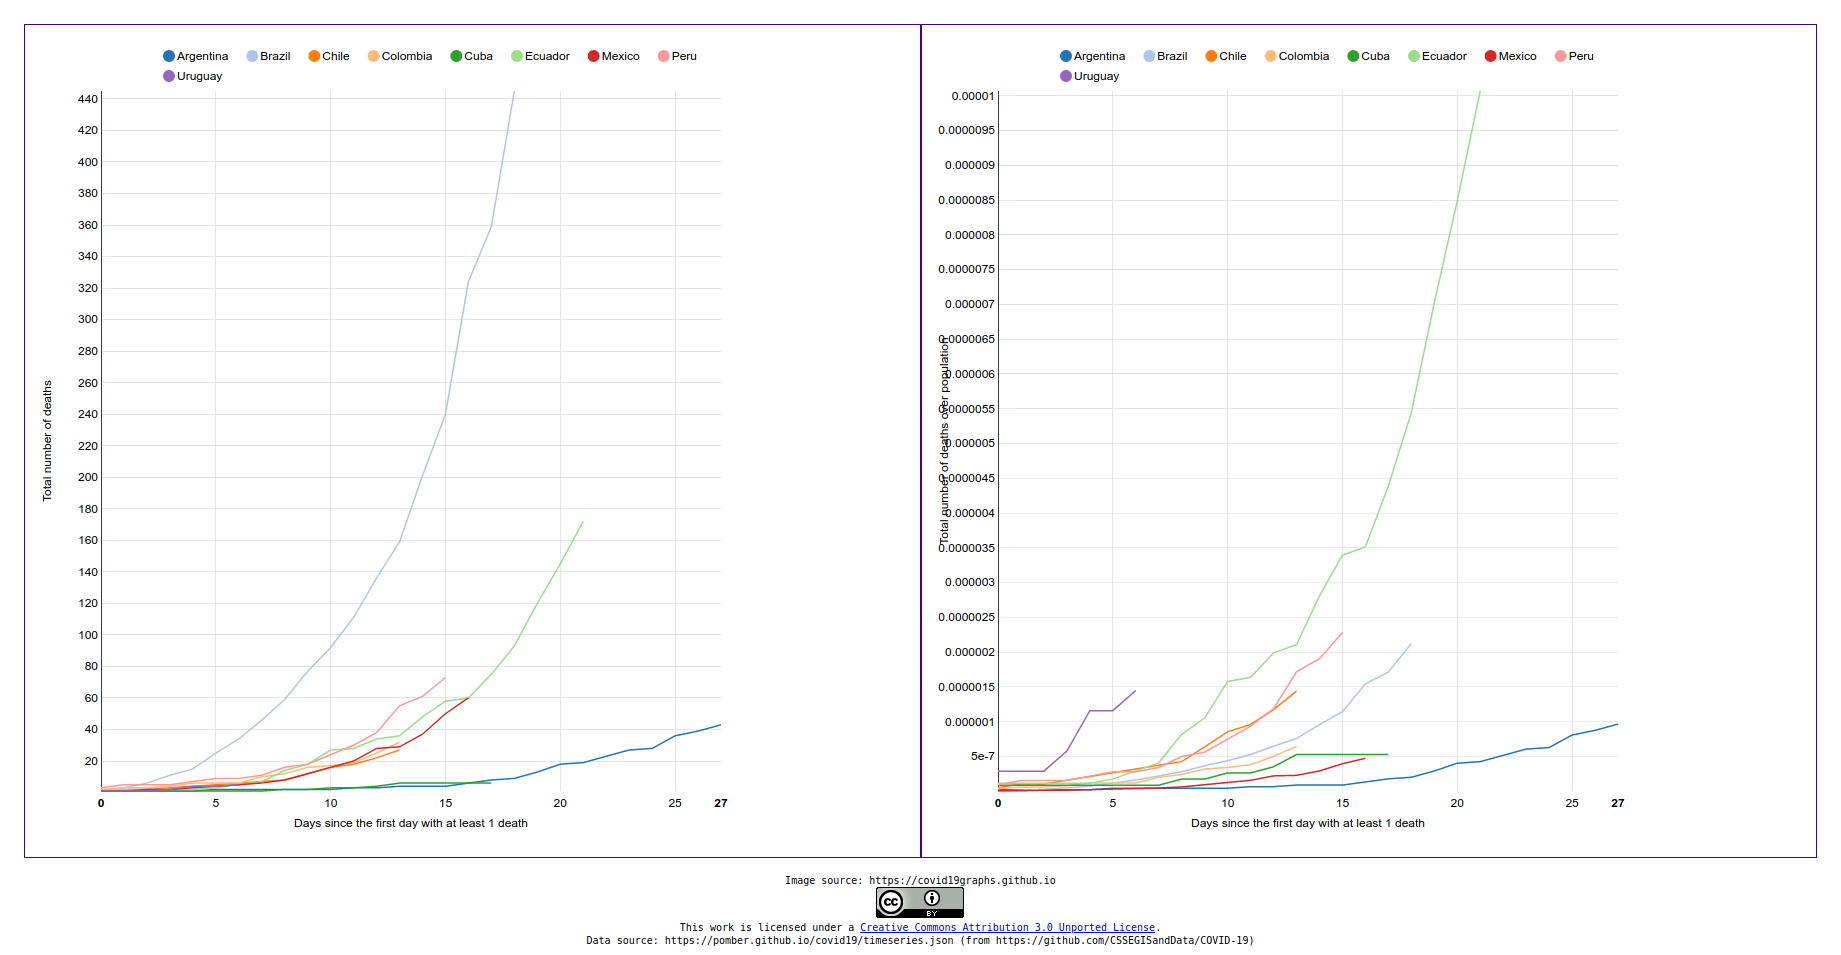 Argentina Brazil Chile Colombia Cuba Ecuador Mexico Peru
Uruguay
440
420
400
380
360
340
320
300
280
260
240
220
200
180
160
140
120
100
80
60
40
20
Total number of deaths
0 5 10 15 20 25 27
Days since the first day with at least 1 death
Argentina Brazil Chile Colombia Cuba Ecuador Mexico Peru
Uruguay
0.00001
0.0000095
0.000009
0.0000085
0.000008
0.0000075
0.000007
0.0000065
0.000006
0.0000055
0.000005
0.0000045
0.000004
0.0000035
0.000003
0.0000025
0.000002
0.0000015
0.000001
5e-7
Total number of deaths over population
0 5 10 15 20 25 27
Days since the first day with at least 1 death
Image source: https://covid19graphs.github.io
cc
BY
This work is licensed under a Creative Commons Attribution 3.0 Unported License.
Data source: https://pomber.github.io/covid19/timeseries.json (from https://github.com/CSSEGISandData/COVID-19)